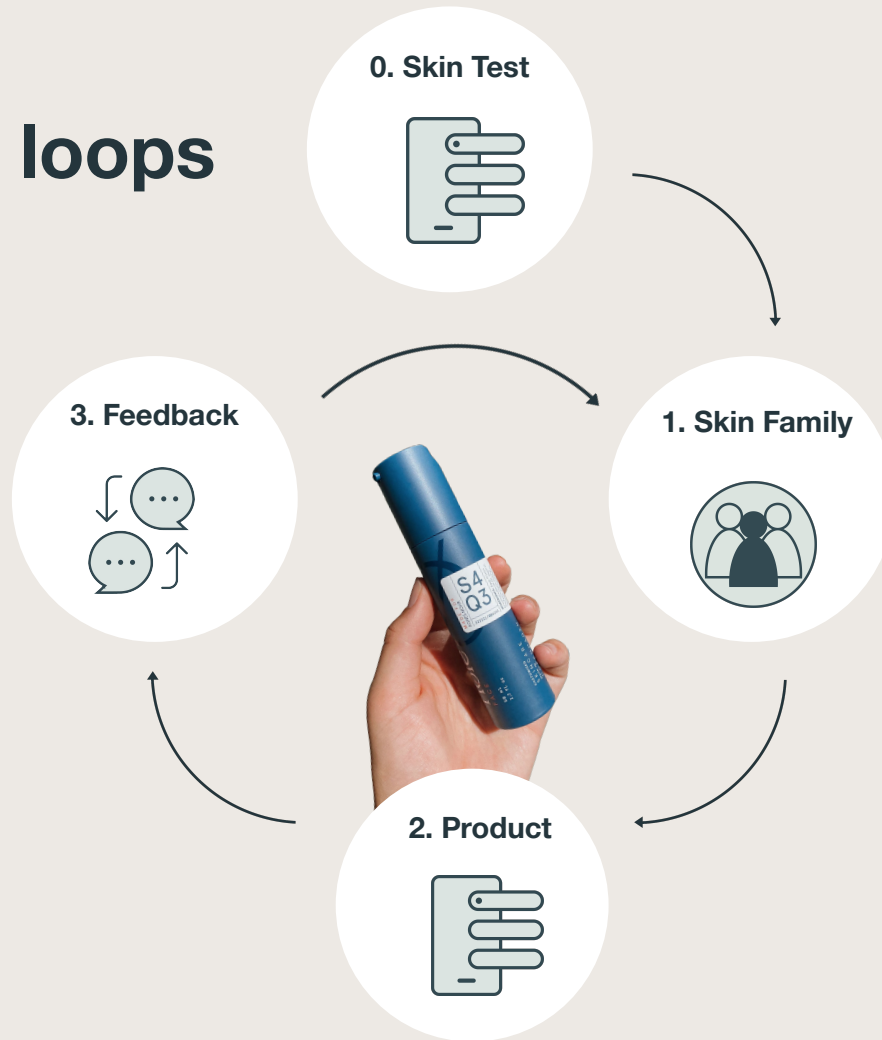 0. Skin Test
loops
3. Feedback
1. Skin Family
S4
Q3
2. Product